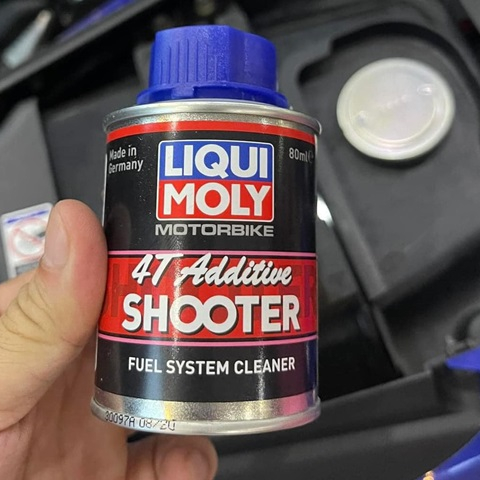 Made in
Germany
80ml
LIQUI
MOLY
MOTORBIKE
4T Additive
SHOOTER
FUEL SYSTEM CLEANER